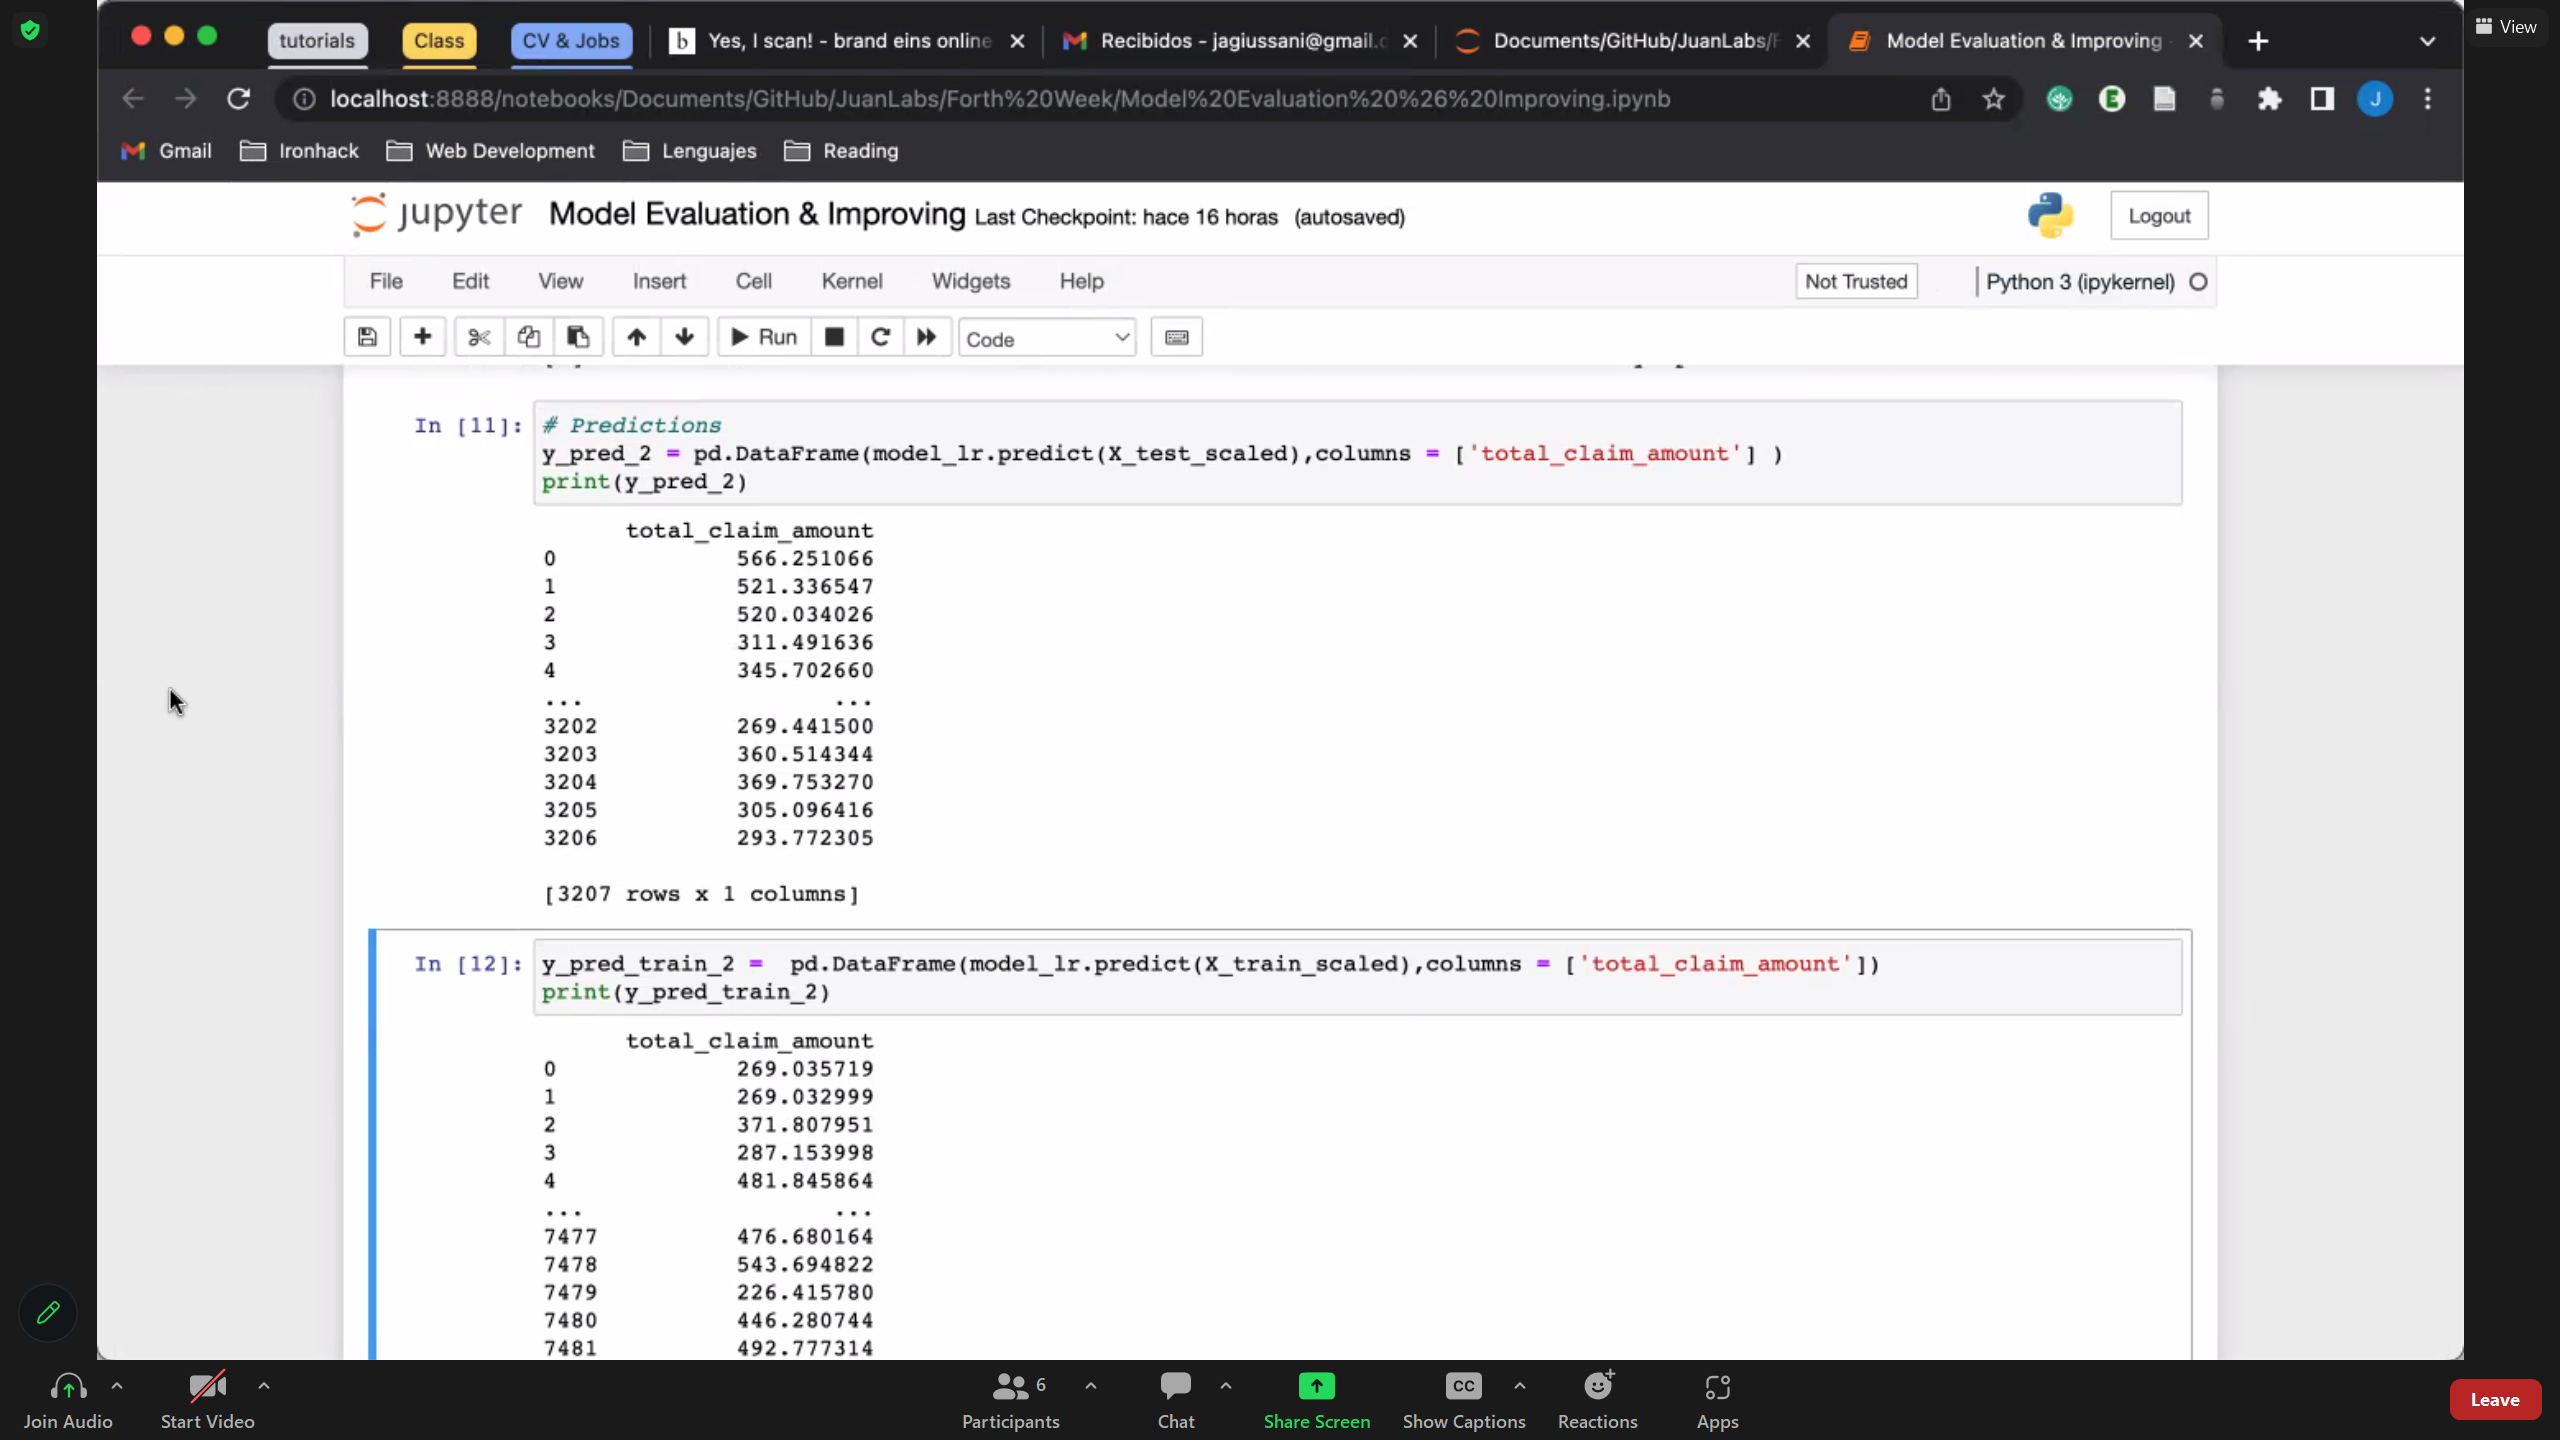 View
tutorials
Class
CV & Jobs
b Yes, I scan! - brand eins online
Recibidos - jagiussani@gmail.c
Documents/GitHub/JuanLabs/F
Model Evaluation & Improving -
localhost:8888/notebooks/Documents/GitHub/JuanLabs/Forth%20Week/Model%20Evaluation%20%26%20Improving.ipynb
E
J
Gmail Ironhack Web Development Lenguajes Reading
jupyter Model Evaluation & Improving Last Checkpoint: hace 16 horas (autosaved)
Logout
File Edit View Insert Cell Kernel Widgets Help
Not Trusted
Python 3 (ipykernel)
Run
Code
In [11]: # Predictions
y_pred_2 = pd.DataFrame(model_lr.predict(X_test_scaled),columns = ['total_claim_amount'] )
print(y_pred_2)
total_claim_amount
0 566.251066
1 521.336547
2 520.034026
3 311.491636
4 345.702660
... ...
3202 269.441500
3203 360.514344
3204 369.753270
3205 305.096416
3206 293.772305
[3207 rows x 1 columns]
In [12]: y_pred_train_2 =  pd.DataFrame(model_lr.predict(X_train_scaled),columns = ['total_claim_amount'])
print(y_pred_train_2)
total_claim_amount
0 269.035719
1 269.032999
2 371.807951
3 287.153998
4 481.845864
... ...
7477 476.680164
7478 543.694822
7479 226.415780
7480 446.280744
7481 492.777314
Join Audio
Start Video
6
Participants
Chat
Share Screen
CC
Show Captions
Reactions
Apps
Leave